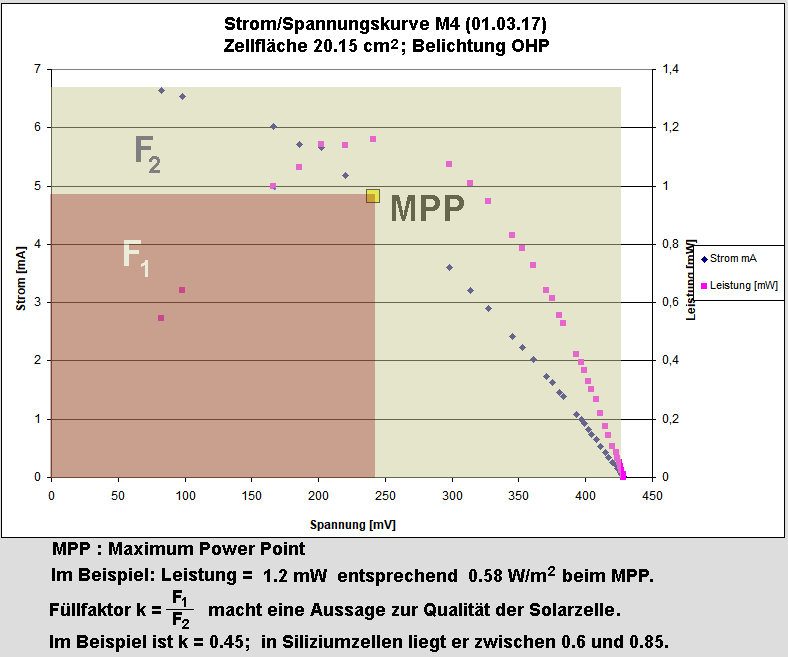 Strom/Spannungskurve M4 (01.03.17)
Zellfläche 20.15 cm²; Belichtung OHP
7
6
5
4
3
2
1
0
Strom [mA]
F2
F1
MPP
1,4
1,2
1
0,8
0,6
0,4
0,2
0
Leistung [mW]
Strom mA
Leistung [mW]
0 50 100 150 200 250 300 350 400 450
Spannung [mV]
MPP : Maximum Power Point
Im Beispiel: Leistung = 1.2 mW entsprechend 0.58 W/m² beim MPP.
Füllfaktor k = F1/F2 macht eine Aussage zur Qualität der Solarzelle.
Im Beispiel ist k = 0.45; in Siliziumzellen liegt er zwischen 0.6 und 0.85.